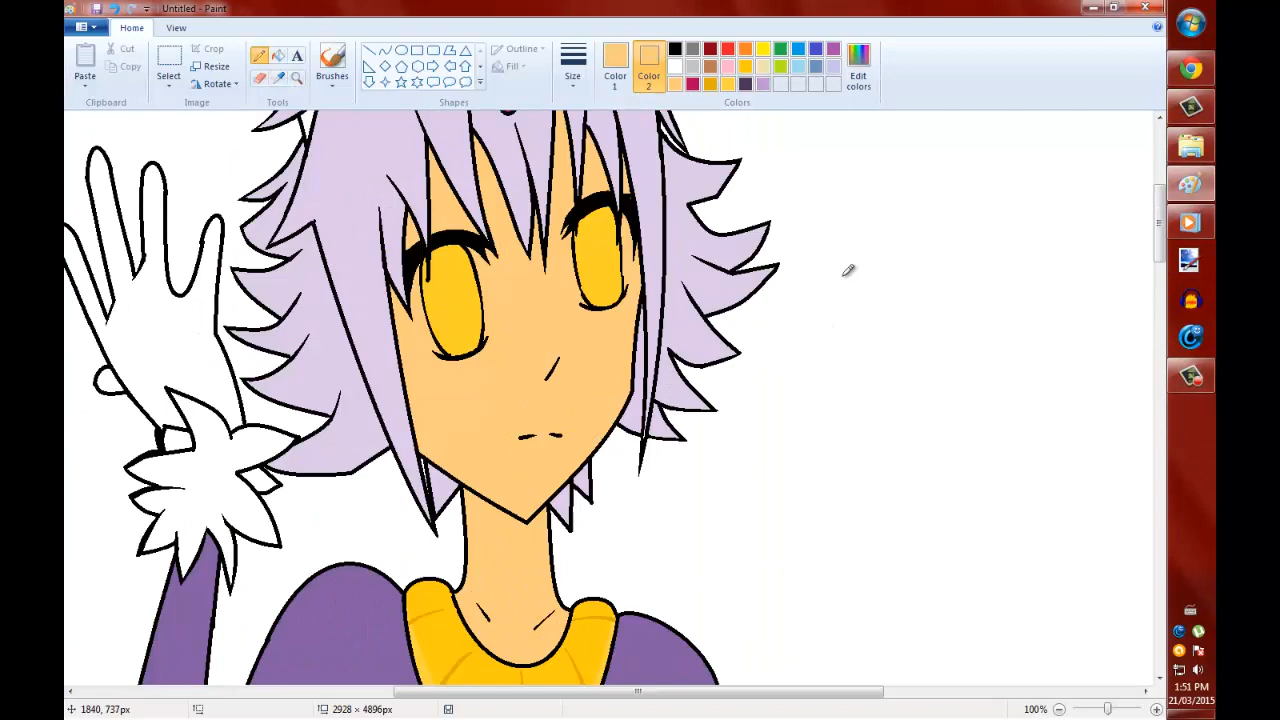 Untitled - Paint
Home View
Paste Cut Copy
Select Crop Resize Rotate
A
Brushes
Outline Fill
Size
Color 1
Color 2
Edit colors
Clipboard Image Tools Shapes Colors
1840, 737px 2928 × 4896px 100%
1:51 PM
21/03/2015